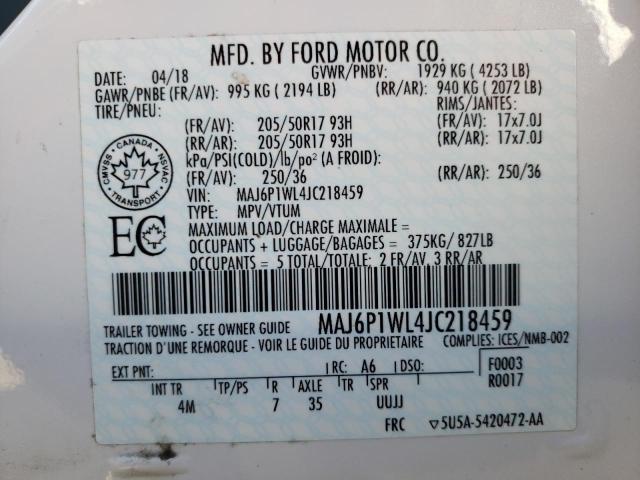 MFD. BY FORD MOTOR CO.
DATE: 04/18 GVWR/PNBV: 1929 KG ( 4253 LB)
GAWR/PNBE (FR/AV): 995 KG ( 2194 LB) (RR/AR): 940 KG ( 2072 LB)
TIRE/PNEU: RIMS/JANTES:
(FR/AV): 205/50R17 93H (FR/AV): 17x7.0J
(RR/AR): 205/50R17 93H (RR/AR): 17x7.0J
kPa/PSI(COLD)/lb/po² (A FROID):
(FR/AV): 250/36 (RR/AR): 250/36
VIN: MAJ6P1WL4JC218459
TYPE: MPV/VTUM
MAXIMUM LOAD/CHARGE MAXIMALE =
OCCUPANTS + LUGGAGE/BAGAGES = 375KG/ 827LB
OCCUPANTS = 5 TOTAL/TOTALE: 2 FR/AV, 3 RR/AR
CANADA
CMVSS
NSVAC
977
TRANSPORT
EC
TRAILER TOWING - SEE OWNER GUIDE MAJ6P1WL4JC218459
TRACTION D'UNE REMORQUE - VOIR LE GUIDE DU PROPRIETAIRE COMPLIES: ICES/NMB-002
EXT PNT: RC: A6 DSO: F0003
R0017
INT TR TP/PS R AXLE TR SPR
4M 7 35 UUJJ
FRC 5U5A-5420472-AA